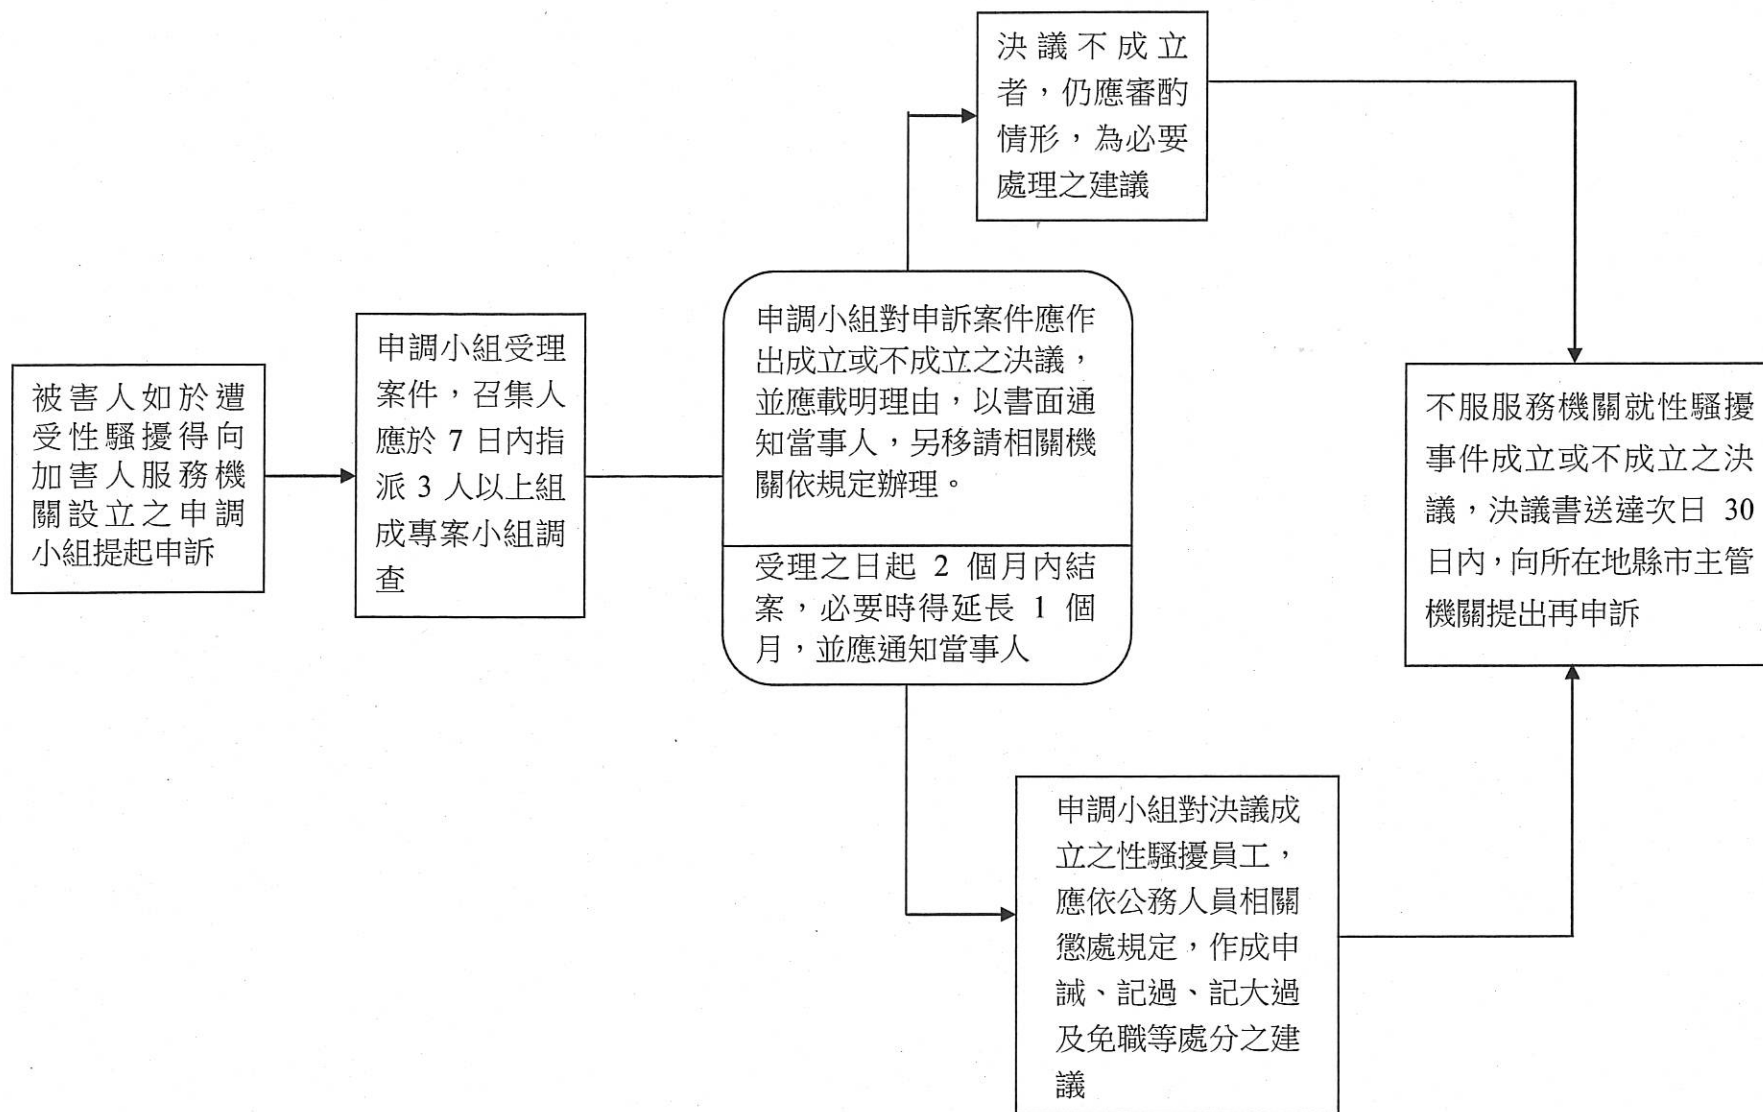 被害人如於遭
受性騷擾得向
加害人服務機
關設立之申調
小組提起申訴
申調小組受理
案件，召集人
應於 7 日內指
派 3 人以上組
成專案小組調
查
申調小組對申訴案件應作
出成立或不成立之決議，
並應載明理由，以書面通
知當事人，另移請相關機
關依規定辦理。
受理之日起 2 個月內結
案，必要時得延長 1 個
月，並應通知當事人
決議不成立
者，仍應審酌
情形，為必要
處理之建議
申調小組對決議成
立之性騷擾員工，
應依公務人員相關
懲處規定，作成申
誡、記過、記大過
及免職等處分之建
議
不服服務機關就性騷擾
事件成立或不成立之決
議，決議書送達次日 30
日內，向所在地縣市主管
機關提出再申訴